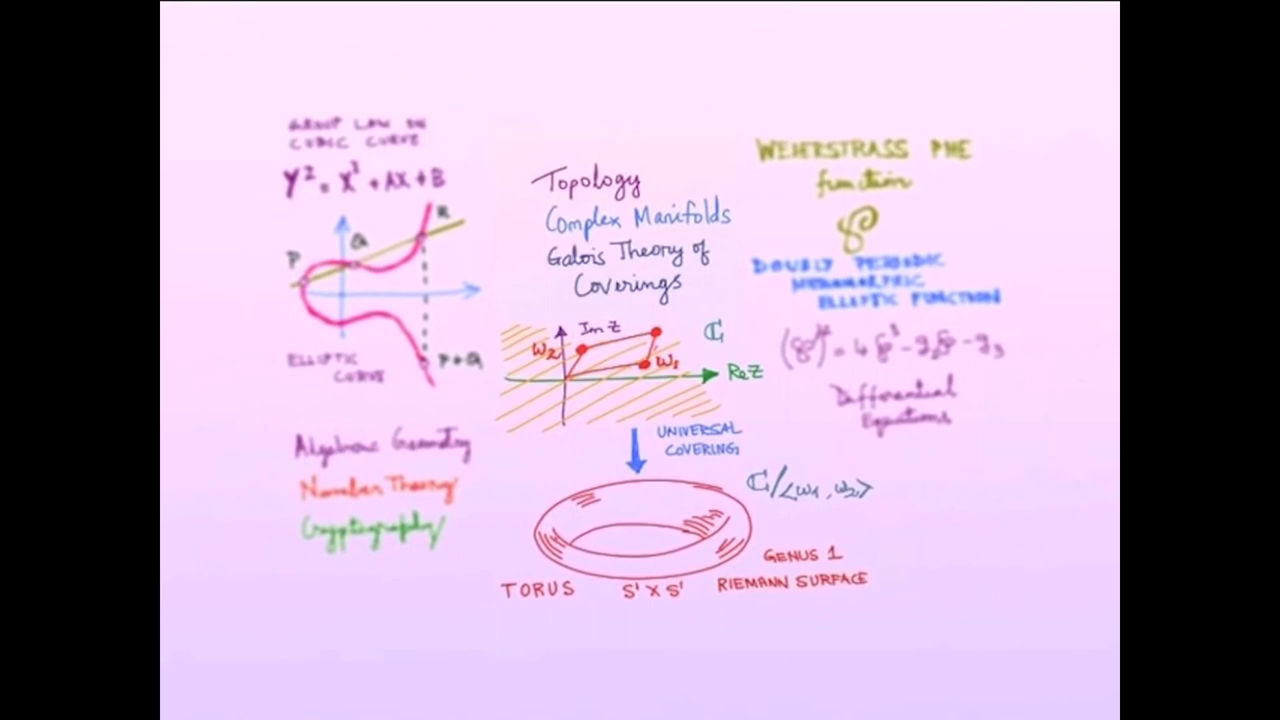 GROUP LAW ON
CUBIC CURVE
Y² = X³ + AX + B
R
Q
P
P+Q
ELLIPTIC
CURVE
Algebraic Geometry
Number Theory
Cryptography
Topology
Complex Manifolds
Galois Theory of
Coverings
Im Z
ℂ
ω₂
ω₁
Re Z
UNIVERSAL
COVERING
ℂ/<ω₁, ω₂>
GENUS 1
TORUS S¹ X S¹ RIEMANN SURFACE
WEIERSTRASS PHE
function
℘
DOUBLY PERIODIC
MEROMORPHIC
ELLIPTIC FUNCTION
(℘')² = 4℘³ - g₂℘ - g₃
Differential
Equations